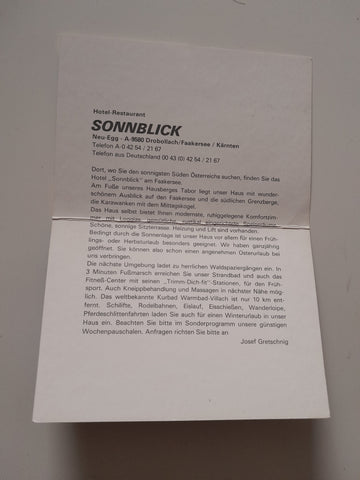 Hotel-Restaurant
SONNBLICK
Neu-Egg - A-9580 Drobollach/Faakersee / Kärnten
Telefon A-0 42 54 / 21 67
Telefon aus Deutschland 00 43 (0) 42 54 / 21 67
Dort, wo Sie den sonnigsten Süden Österreichs suchen, finden Sie das
Hotel „Sonnblick" am Faakersee.
Am Fuße unseres Hausberges Tabor liegt unser Haus mit wunder-
schönem Ausblick auf den Faakersee und die südlichen Grenzberge,
die Karawanken mit dem Mittagskogel.
Das Haus selbst bietet Ihnen modernste, ruhiggelegene Komfortzim-
mer mit Loggia, gemütliche, rustikal eingerichtete
Schöne, sonnige Sitzterrasse. Heizung und Lift sind vorhanden.
Bedingt durch die Sonnenlage ist unser Haus vor allem für einen Früh-
lings- oder Herbsturlaub besonders geeignet. Wir haben ganzjährig
geöffnet. Sie können also schon einen angenehmen Osterurlaub bei
uns verbringen.
Die nächste Umgebung ladet zu herrlichen Waldspaziergängen ein. In
3 Minuten Fußmarsch erreichen Sie unser Strandbad und auch das
Fitneß-Center mit seinen „Trimm-Dich-fit"-Stationen, für den Früh-
sport. Auch Kneippbehandlung und Massagen in nächster Nähe mög-
lich. Das weltbekannte Kurbad Warmbad-Villach ist nur 10 km ent-
fernt. Schilifte, Rodelbahnen, Eislauf, Eisschießen, Wanderloipe,
Pferdeschlittenfahrten laden Sie auch für einen Winterurlaub in unser
Haus ein. Beachten Sie bitte im Sonderprogramm unsere günstigen
Wochenpauschalen. Anfragen richten Sie bitte an
Josef Gretschnig